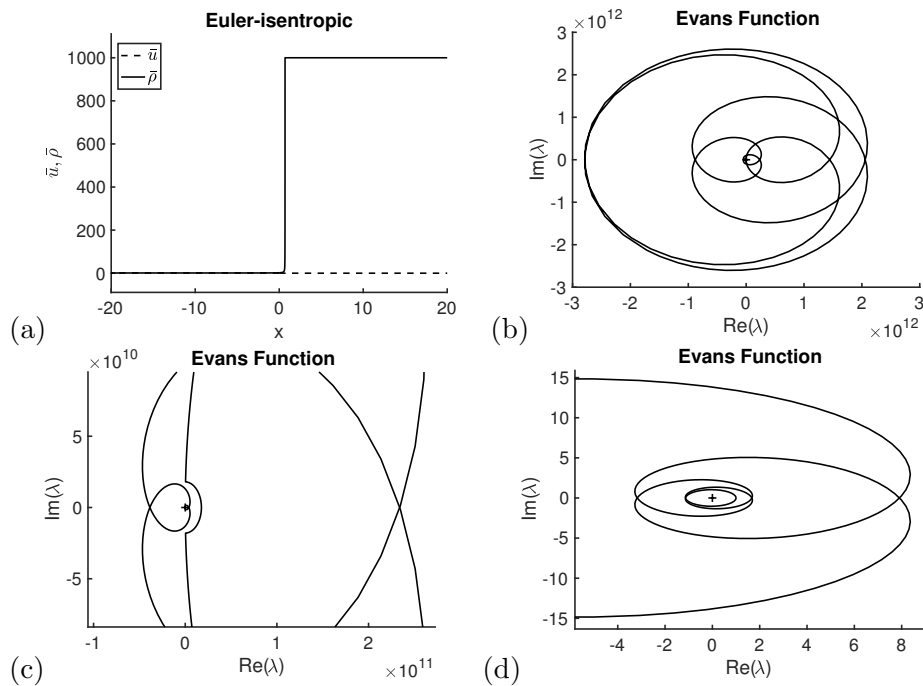 Euler-isentropic
ū
ρ̄
ū, ρ̄
1000
800
600
400
200
0
-20
-10
0
10
20
x
(a)
Evans Function
×10¹²
3
2
1
0
-1
-2
-3
Im(λ)
-3
-2
-1
0
1
2
3
Re(λ)
×10¹²
(b)
Evans Function
×10¹⁰
5
0
-5
Im(λ)
-1
0
1
2
Re(λ)
×10¹¹
(c)
Evans Function
15
10
5
0
-5
-10
-15
Im(λ)
-4
-2
0
2
4
6
8
Re(λ)
(d)